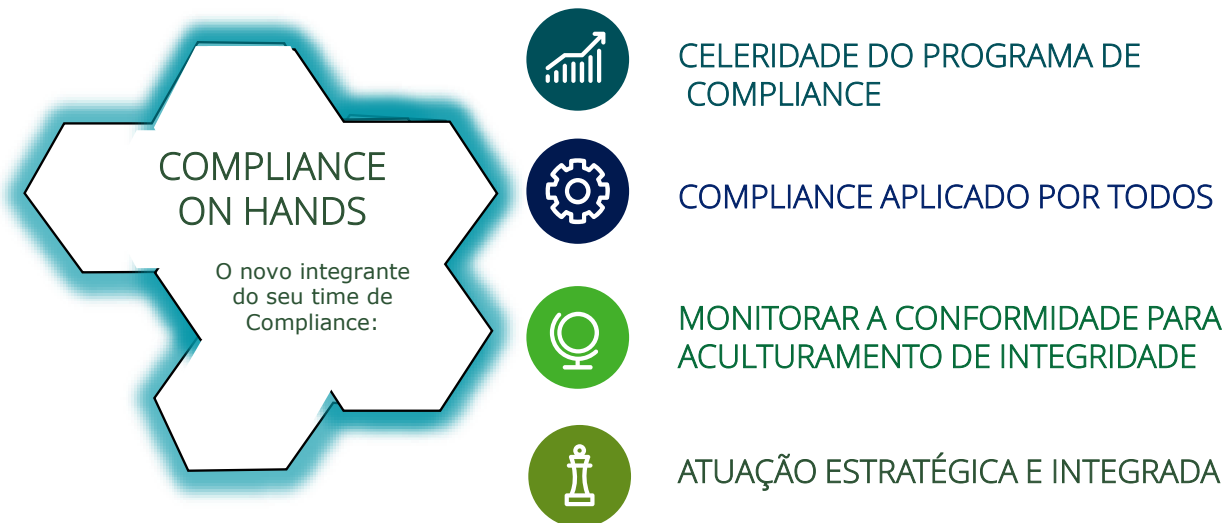 COMPLIANCE
ON HANDS
O novo integrante
do seu time de
Compliance:
CELERIDADE DO PROGRAMA DE
COMPLIANCE
COMPLIANCE APLICADO POR TODOS
MONITORAR A CONFORMIDADE PARA
ACULTURAMENTO DE INTEGRIDADE
ATUAÇÃO ESTRATÉGICA E INTEGRADA